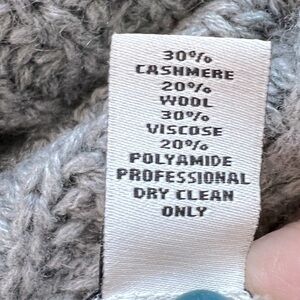 30%
CASHMERE
20%
WOOL
30%
VISCOSE
20%
POLYAMIDE
PROFESSIONAL
DRY CLEAN
ONLY